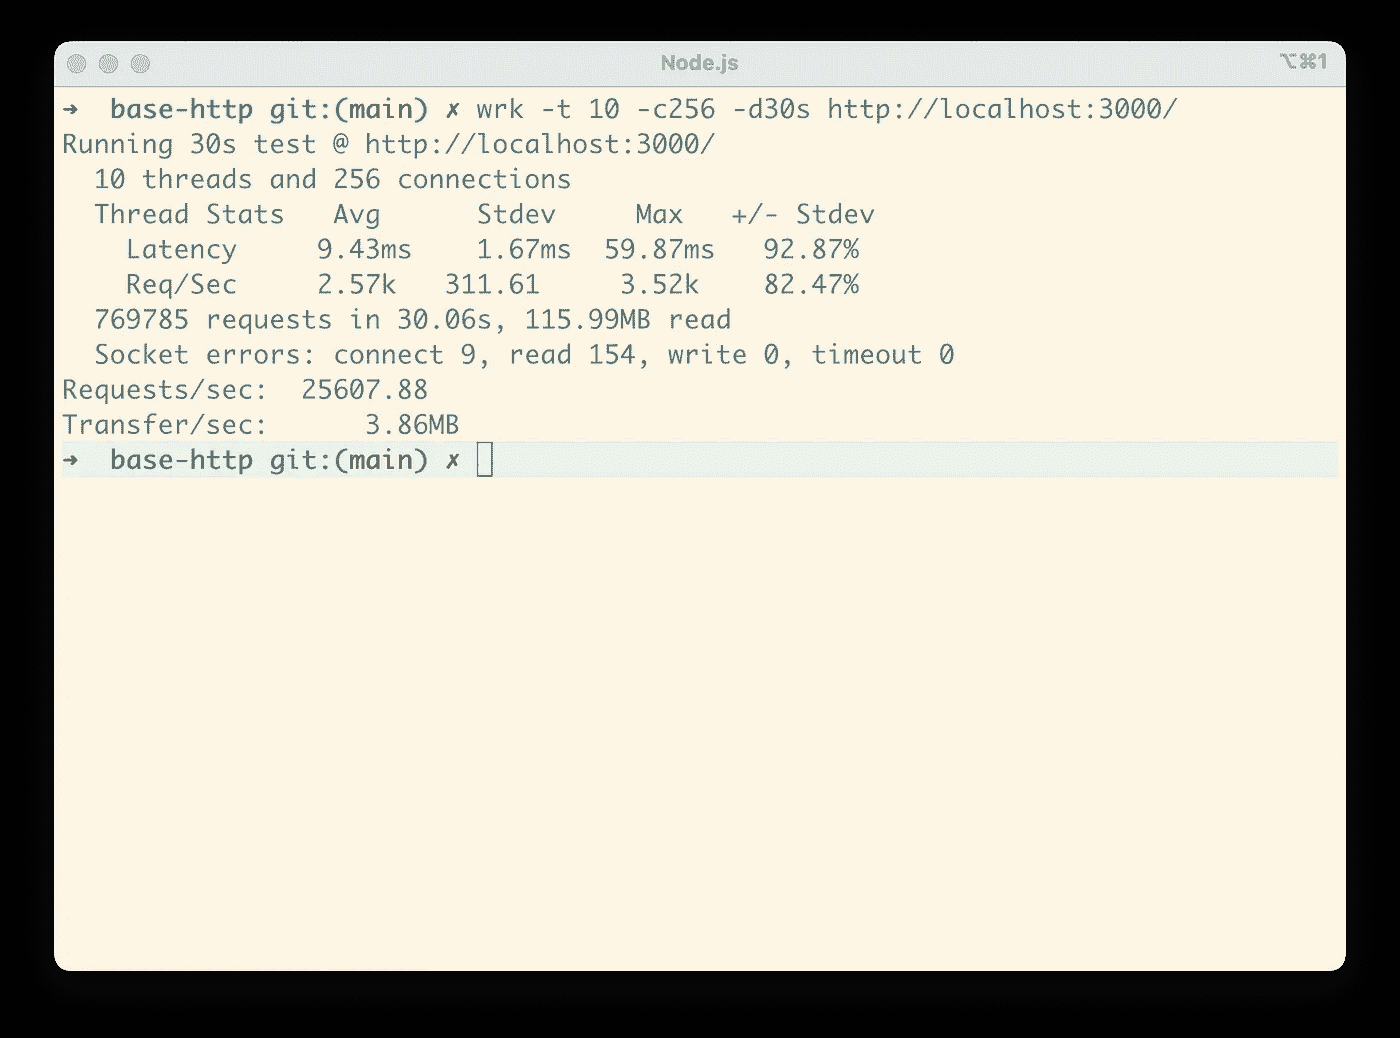 Node.js ⌥⌘1
➜  base-http git:(main) ✗ wrk -t 10 -c256 -d30s http://localhost:3000/
Running 30s test @ http://localhost:3000/
  10 threads and 256 connections
  Thread Stats   Avg      Stdev     Max   +/- Stdev
    Latency     9.43ms    1.67ms  59.87ms   92.87%
    Req/Sec     2.57k   311.61     3.52k    82.47%
  769785 requests in 30.06s, 115.99MB read
  Socket errors: connect 9, read 154, write 0, timeout 0
Requests/sec:  25607.88
Transfer/sec:      3.86MB
➜  base-http git:(main) ✗